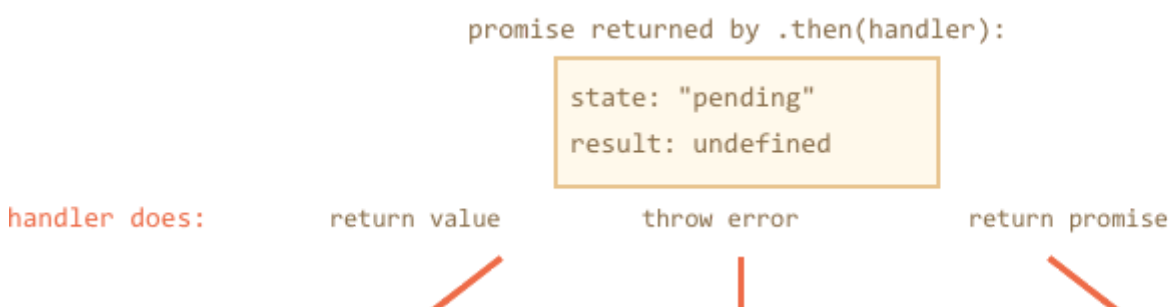 promise returned by .then(handler):
state: "pending"
result: undefined
handler does: return value throw error return promise